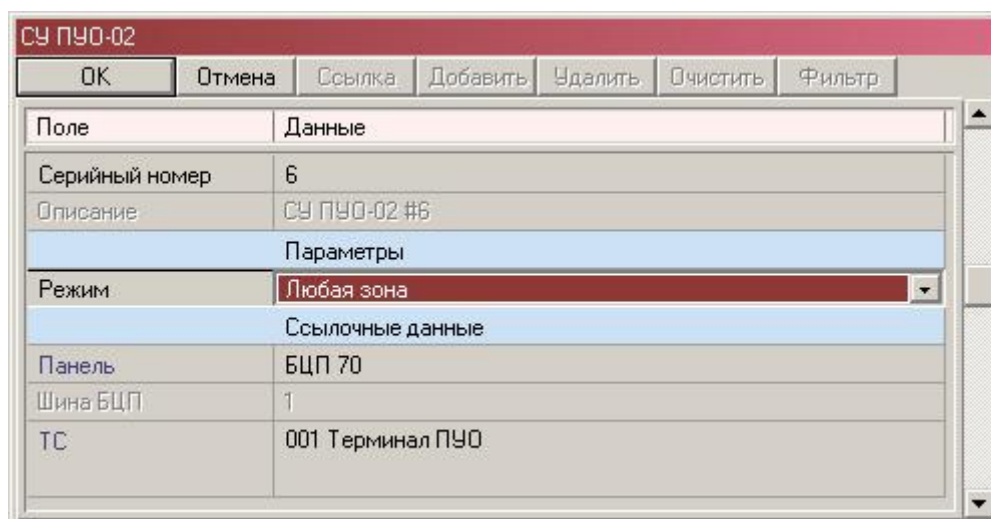 СУ ПУО-02
OK Отмена Ссылка Добавить Удалить Очистить Фильтр
Поле Данные
Серийный номер 6
Описание СУ ПУО-02 #6
Параметры
Режим Любая зона
Ссылочные данные
Панель БЦП 70
Шина БЦП 1
ТС 001 Терминал ПУО